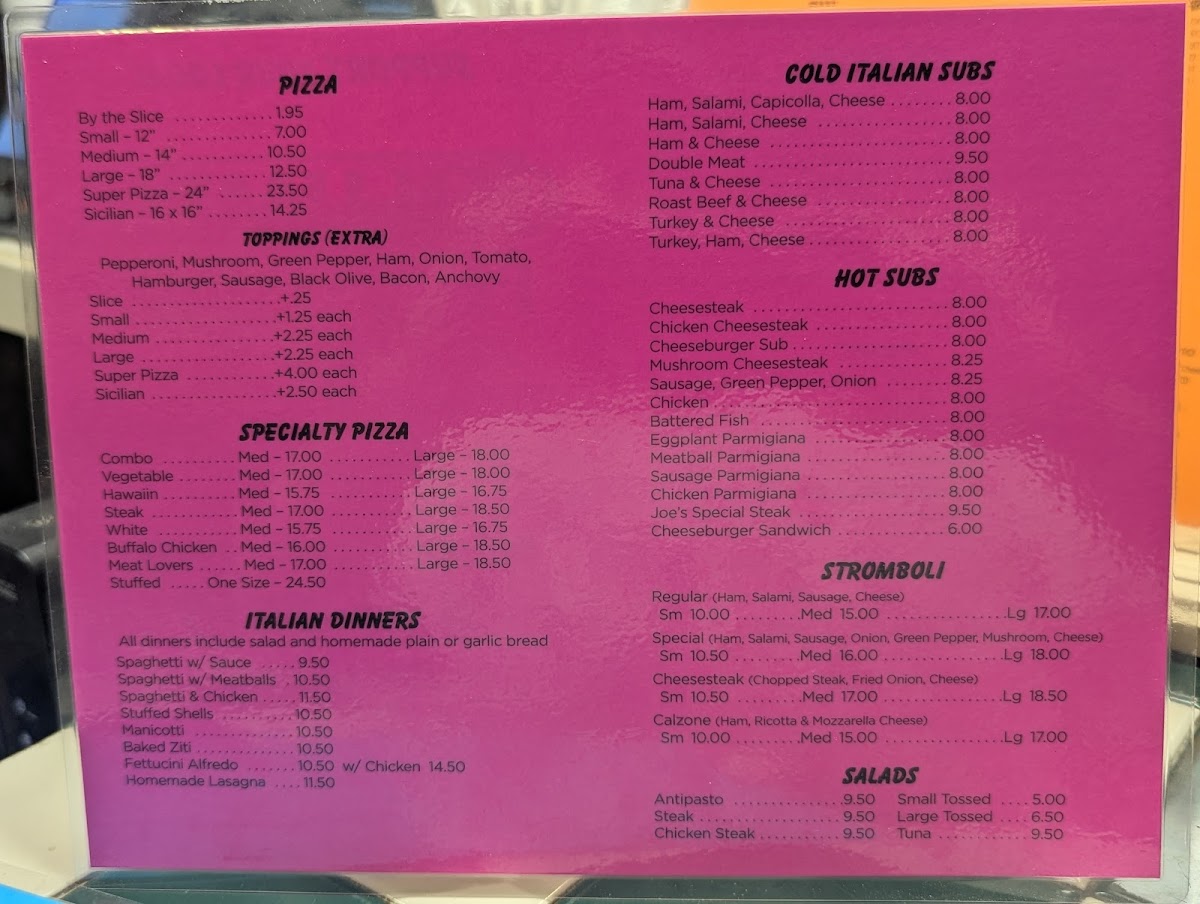 PIZZA
By the Slice ............. 1.95
Small – 12" .............. 7.00
Medium – 14" ............ 10.50
Large – 18" ............. 12.50
Super Pizza – 24" ...... 23.50
Sicilian – 16 x 16" ........ 14.25
TOPPINGS (EXTRA)
Pepperoni, Mushroom, Green Pepper, Ham, Onion, Tomato,
Hamburger, Sausage, Black Olive, Bacon, Anchovy
Slice .....................+.25
Small .....................+1.25 each
Medium ..................+2.25 each
Large ....................+2.25 each
Super Pizza .............+4.00 each
Sicilian ...................+2.50 each
SPECIALTY PIZZA
Combo ........... Med – 17.00 ............ Large – 18.00
Vegetable ........ Med – 17.00 ............ Large – 18.00
Hawaiin ........... Med – 15.75 ............ Large – 16.75
Steak ............. Med – 17.00 ............ Large – 18.50
White ............. Med – 15.75 ............ Large – 16.75
Buffalo Chicken .. Med – 16.00 ............ Large – 18.50
Meat Lovers ...... Med – 17.00 ............ Large – 18.50
Stuffed ..... One Size – 24.50
ITALIAN DINNERS
All dinners include salad and homemade plain or garlic bread
Spaghetti w/ Sauce ..... 9.50
Spaghetti w/ Meatballs . 10.50
Spaghetti & Chicken ..... 11.50
Stuffed Shells ........... 10.50
Manicotti ................ 10.50
Baked Ziti ............... 10.50
Fettucini Alfredo ....... 10.50 w/ Chicken 14.50
Homemade Lasagna .... 11.50
COLD ITALIAN SUBS
Ham, Salami, Capicolla, Cheese ........ 8.00
Ham, Salami, Cheese ................. 8.00
Ham & Cheese ....................... 8.00
Double Meat ......................... 9.50
Tuna & Cheese ....................... 8.00
Roast Beef & Cheese ................. 8.00
Turkey & Cheese ..................... 8.00
Turkey, Ham, Cheese ................. 8.00
HOT SUBS
Cheesesteak ......................... 8.00
Chicken Cheesesteak ................. 8.00
Cheeseburger Sub .................... 8.00
Mushroom Cheesesteak ............... 8.25
Sausage, Green Pepper, Onion ........ 8.25
Chicken ............................. 8.00
Battered Fish ........................ 8.00
Eggplant Parmigiana ................. 8.00
Meatball Parmigiana ................. 8.00
Sausage Parmigiana .................. 8.00
Chicken Parmigiana .................. 8.00
Joe's Special Steak ................... 9.50
Cheeseburger Sandwich .............. 6.00
STROMBOLI
Regular (Ham, Salami, Sausage, Cheese)
Sm 10.00 .........Med 15.00 .................Lg 17.00
Special (Ham, Salami, Sausage, Onion, Green Pepper, Mushroom, Cheese)
Sm 10.50 .........Med 16.00 .................Lg 18.00
Cheesesteak (Chopped Steak, Fried Onion, Cheese)
Sm 10.50 .........Med 17.00 .................Lg 18.50
Calzone (Ham, Ricotta & Mozzarella Cheese)
Sm 10.00 .........Med 15.00 .................Lg 17.00
SALADS
Antipasto ...............9.50 Small Tossed .... 5.00
Steak .................... 9.50 Large Tossed .... 6.50
Chicken Steak ........... 9.50 Tuna ............. 9.50